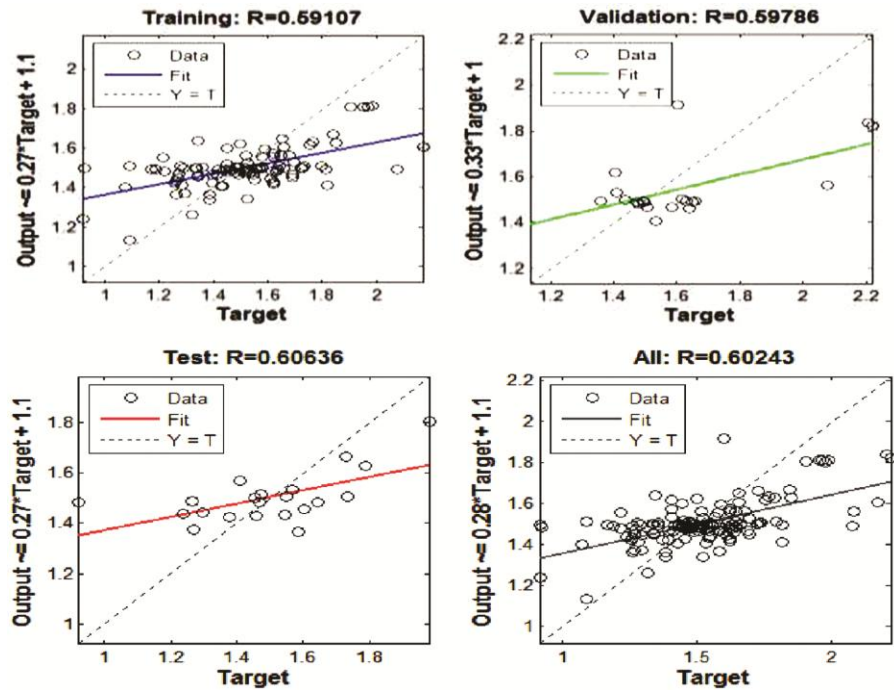 Training: R=0.59107
Data
Fit
Y = T
Output ~= 0.27*Target + 1.1
2
1.8
1.6
1.4
1.2
1
1
1.2
1.4
1.6
1.8
2
Target
Validation: R=0.59786
Data
Fit
Y = T
Output ~= 0.33*Target + 1
2.2
2
1.8
1.6
1.4
1.2
1.2
1.4
1.6
1.8
2
2.2
Target
Test: R=0.60636
Data
Fit
Y = T
Output ~= 0.27*Target + 1.1
1.8
1.6
1.4
1.2
1
1
1.2
1.4
1.6
1.8
Target
All: R=0.60243
Data
Fit
Y = T
Output ~= 0.28*Target + 1.1
2.2
2
1.8
1.6
1.4
1.2
1
1
1.5
2
Target